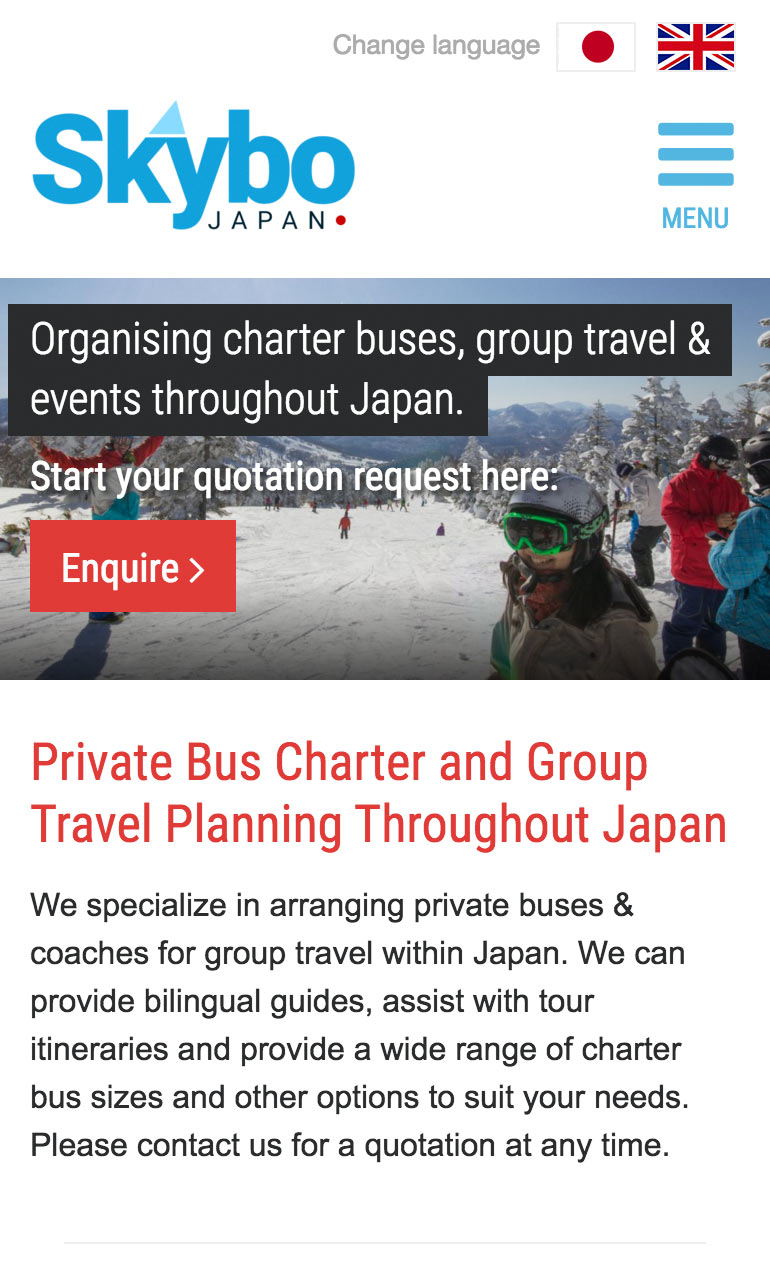 Change language
Skybo
JAPAN
MENU
Organising charter buses, group travel &
events throughout Japan.
Start your quotation request here:
Enquire >
Private Bus Charter and Group
Travel Planning Throughout Japan
We specialize in arranging private buses &
coaches for group travel within Japan. We can
provide bilingual guides, assist with tour
itineraries and provide a wide range of charter
bus sizes and other options to suit your needs.
Please contact us for a quotation at any time.